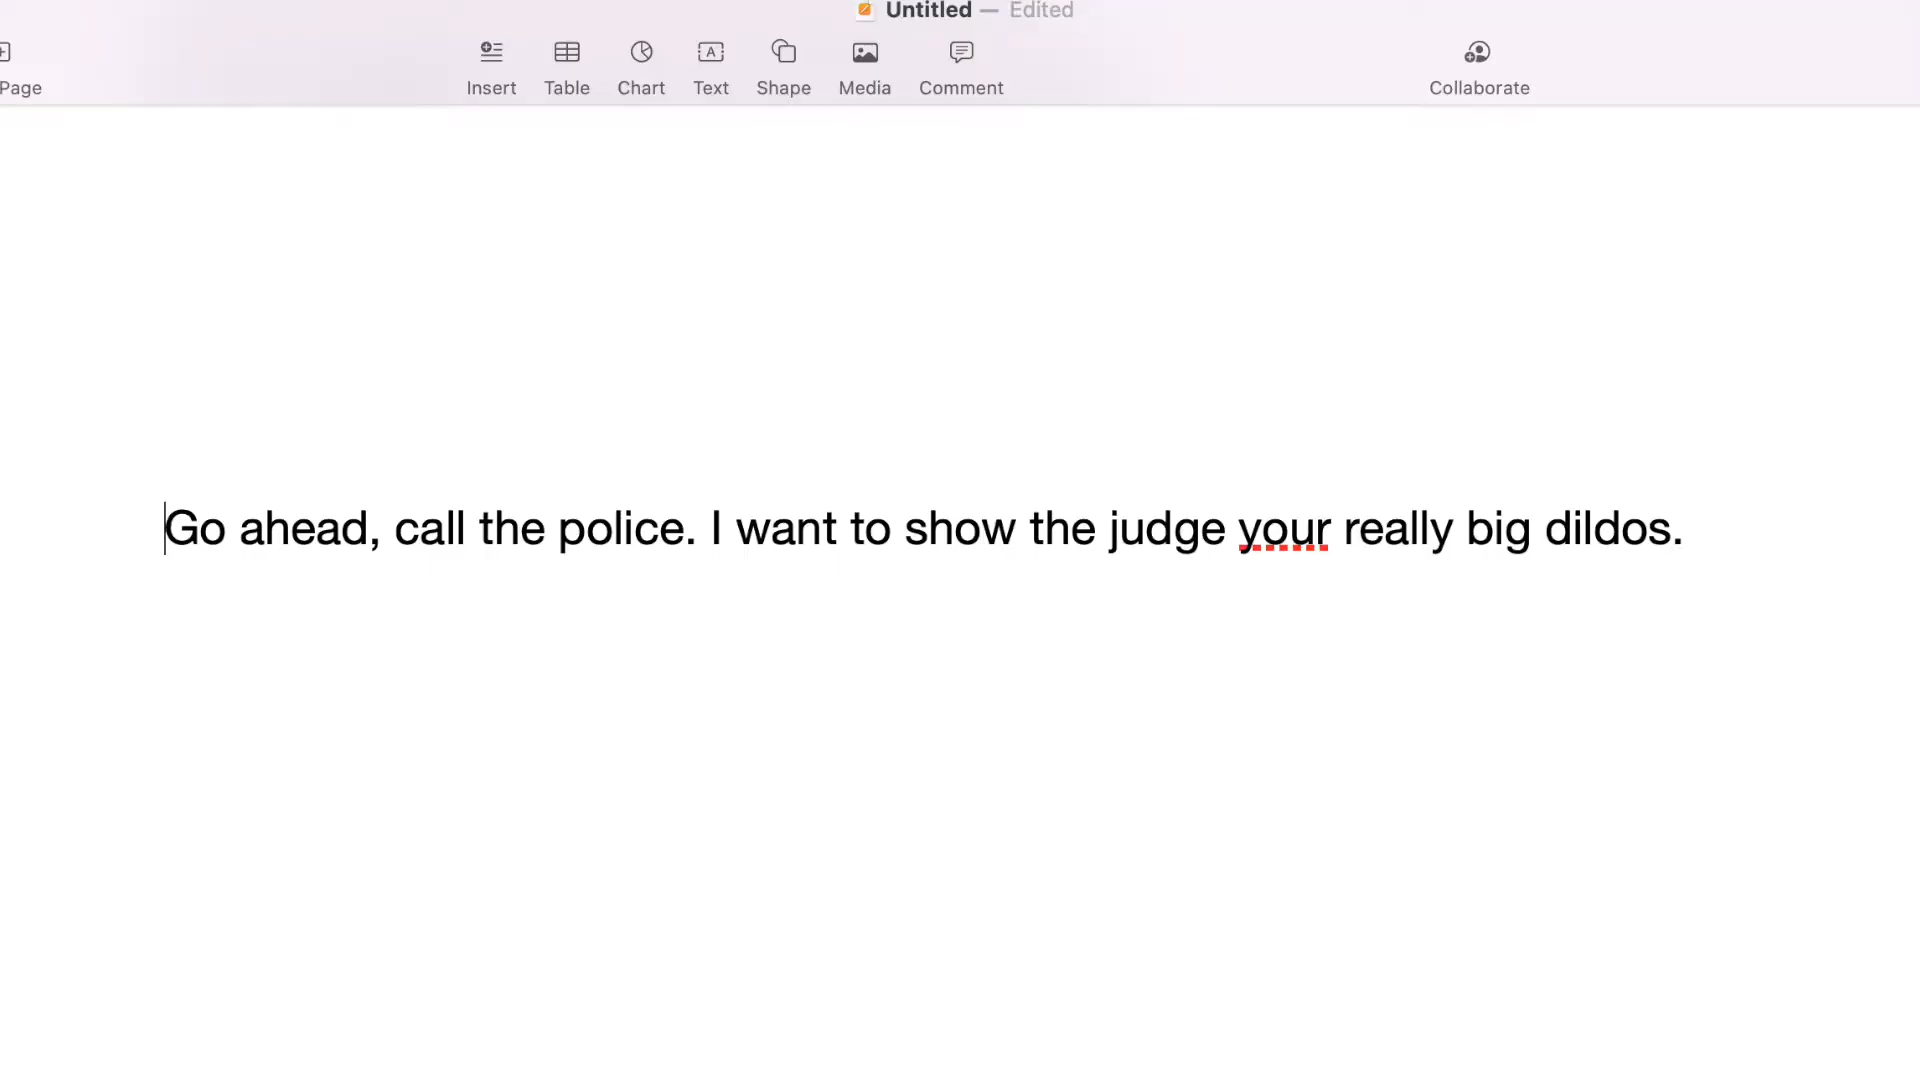 Untitled — Edited
Page Insert Table Chart Text Shape Media Comment Collaborate
Go ahead, call the police. I want to show the judge your really big dildos.